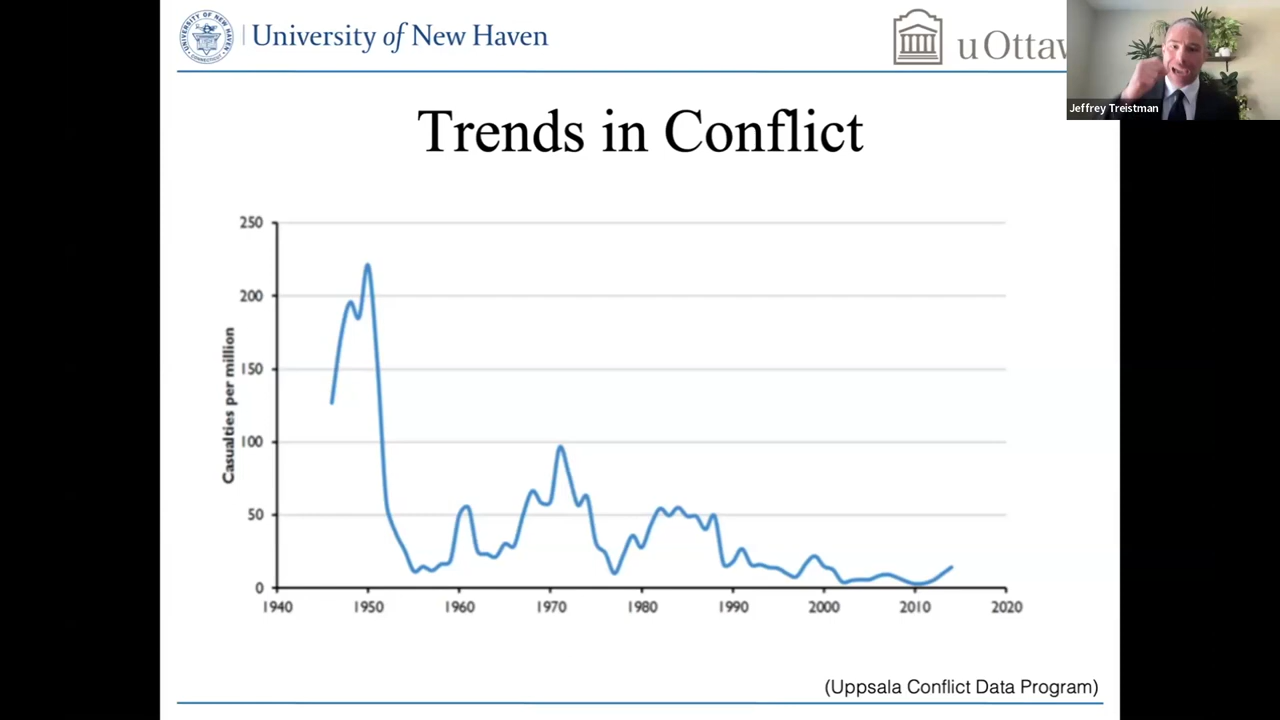 University of New Haven
uOttaw
Jeffrey Treistman
Trends in Conflict
250
200
150
100
50
0
Casualties per million
1940 1950 1960 1970 1980 1990 2000 2010 2020
(Uppsala Conflict Data Program)